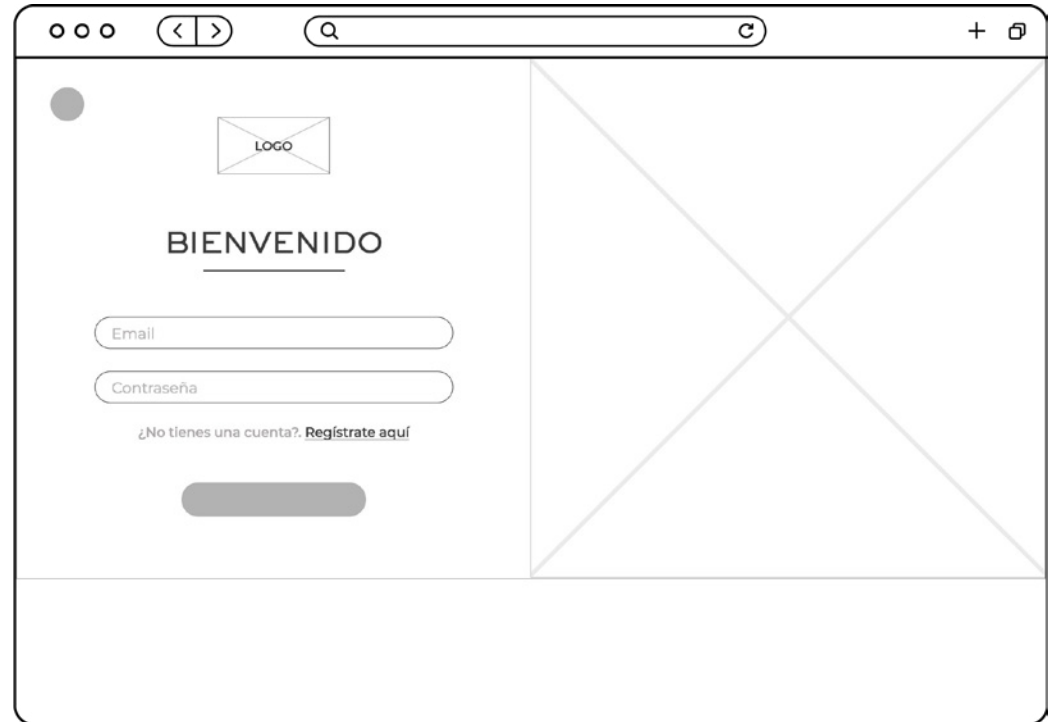 LOGO
BIENVENIDO
Email
Contraseña
¿No tienes una cuenta?. Regístrate aquí